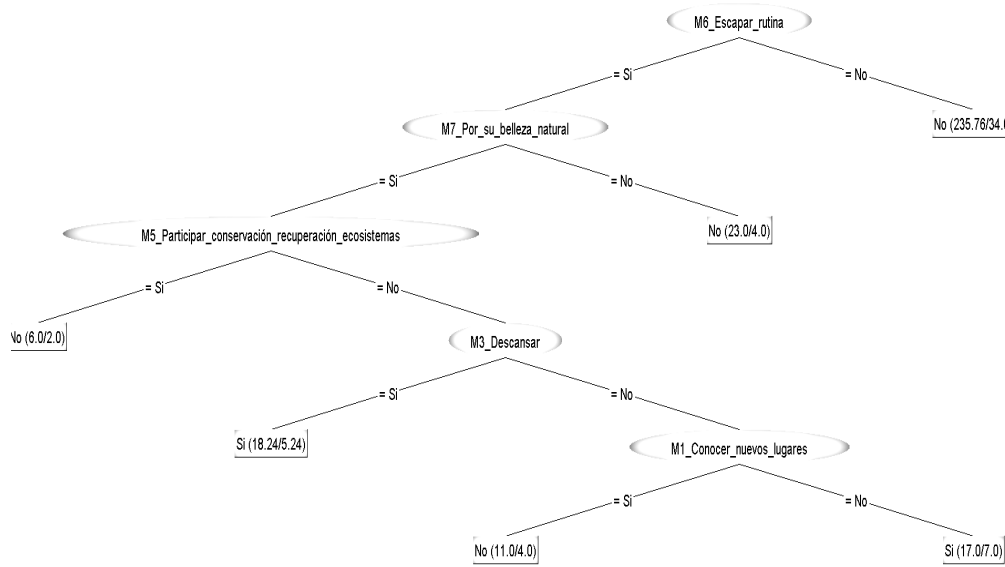 M6_Escapar_rutina
= Si
= No
M7_Por_su_belleza_natural
No (235.76/34.0
= Si
= No
M5_Participar_conservación_recuperación_ecosistemas
No (23.0/4.0)
= Si
= No
No (6.0/2.0)
M3_Descansar
= Si
= No
Si (18.24/5.24)
M1_Conocer_nuevos_lugares
= Si
= No
No (11.0/4.0)
Si (17.0/7.0)